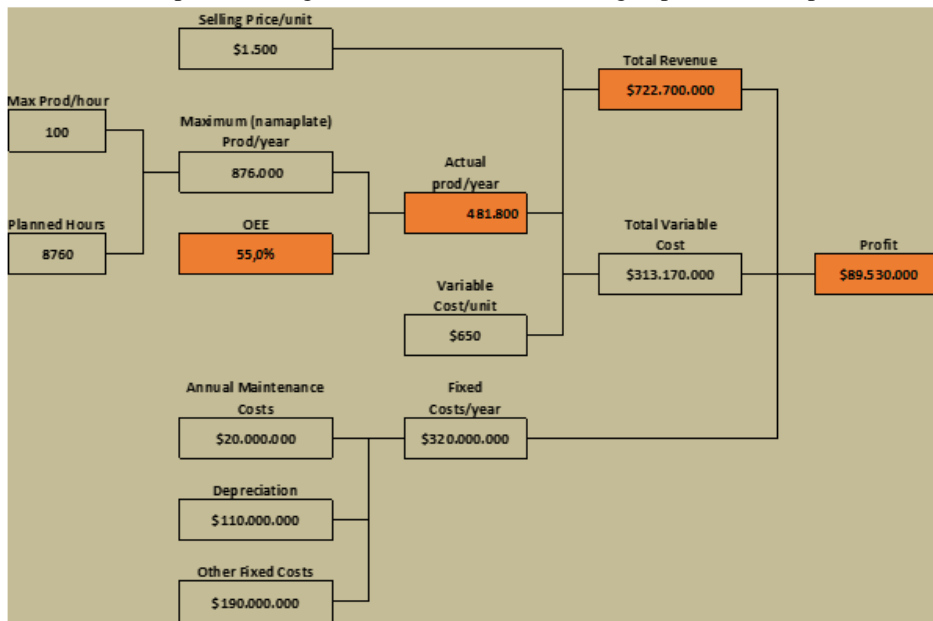 Selling Price/unit
$1.500
Total Revenue
$722.700.000
Max Prod/hour
100
Maximum (namaplate)
Prod/year
876.000
Actual
prod/year
481.800
Planned Hours
8760
OEE
55,0%
Total Variable
Cost
$313.170.000
Profit
$89.530.000
Variable
Cost/unit
$650
Annual Maintenance
Costs
$20.000.000
Fixed
Costs/year
$320.000.000
Depreciation
$110.000.000
Other Fixed Costs
$190.000.000